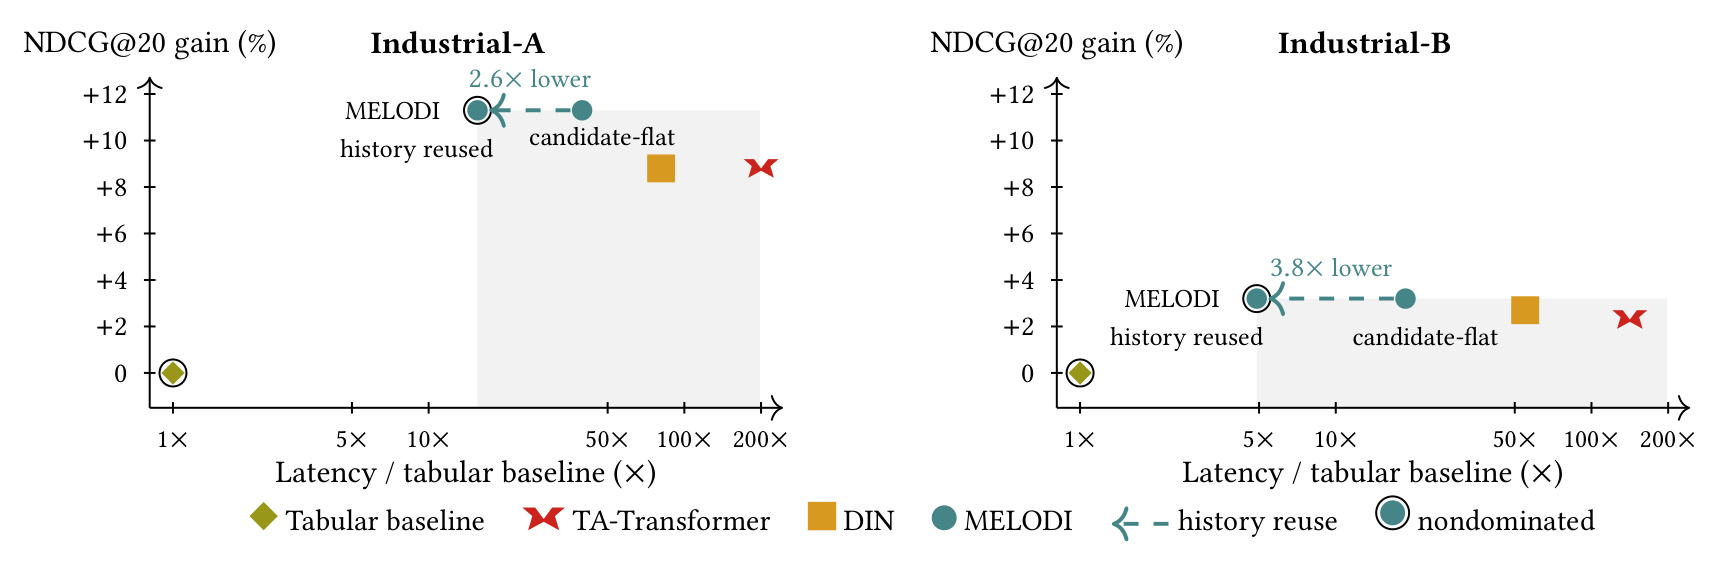 NDCG@20 gain (%)
Industrial-A
2.6× lower
+12
MELODI
candidate-flat
+10
history reused
+8
+6
+4
+2
0
1×
5×
10×
50×
100×
200×
Latency / tabular baseline (×)
NDCG@20 gain (%)
Industrial-B
+12
+10
+8
+6
+4
3.8× lower
MELODI
+2
history reused
candidate-flat
0
1×
5×
10×
50×
100×
200×
Latency / tabular baseline (×)
Tabular baseline
TA-Transformer
DIN
MELODI
history reuse
nondominated